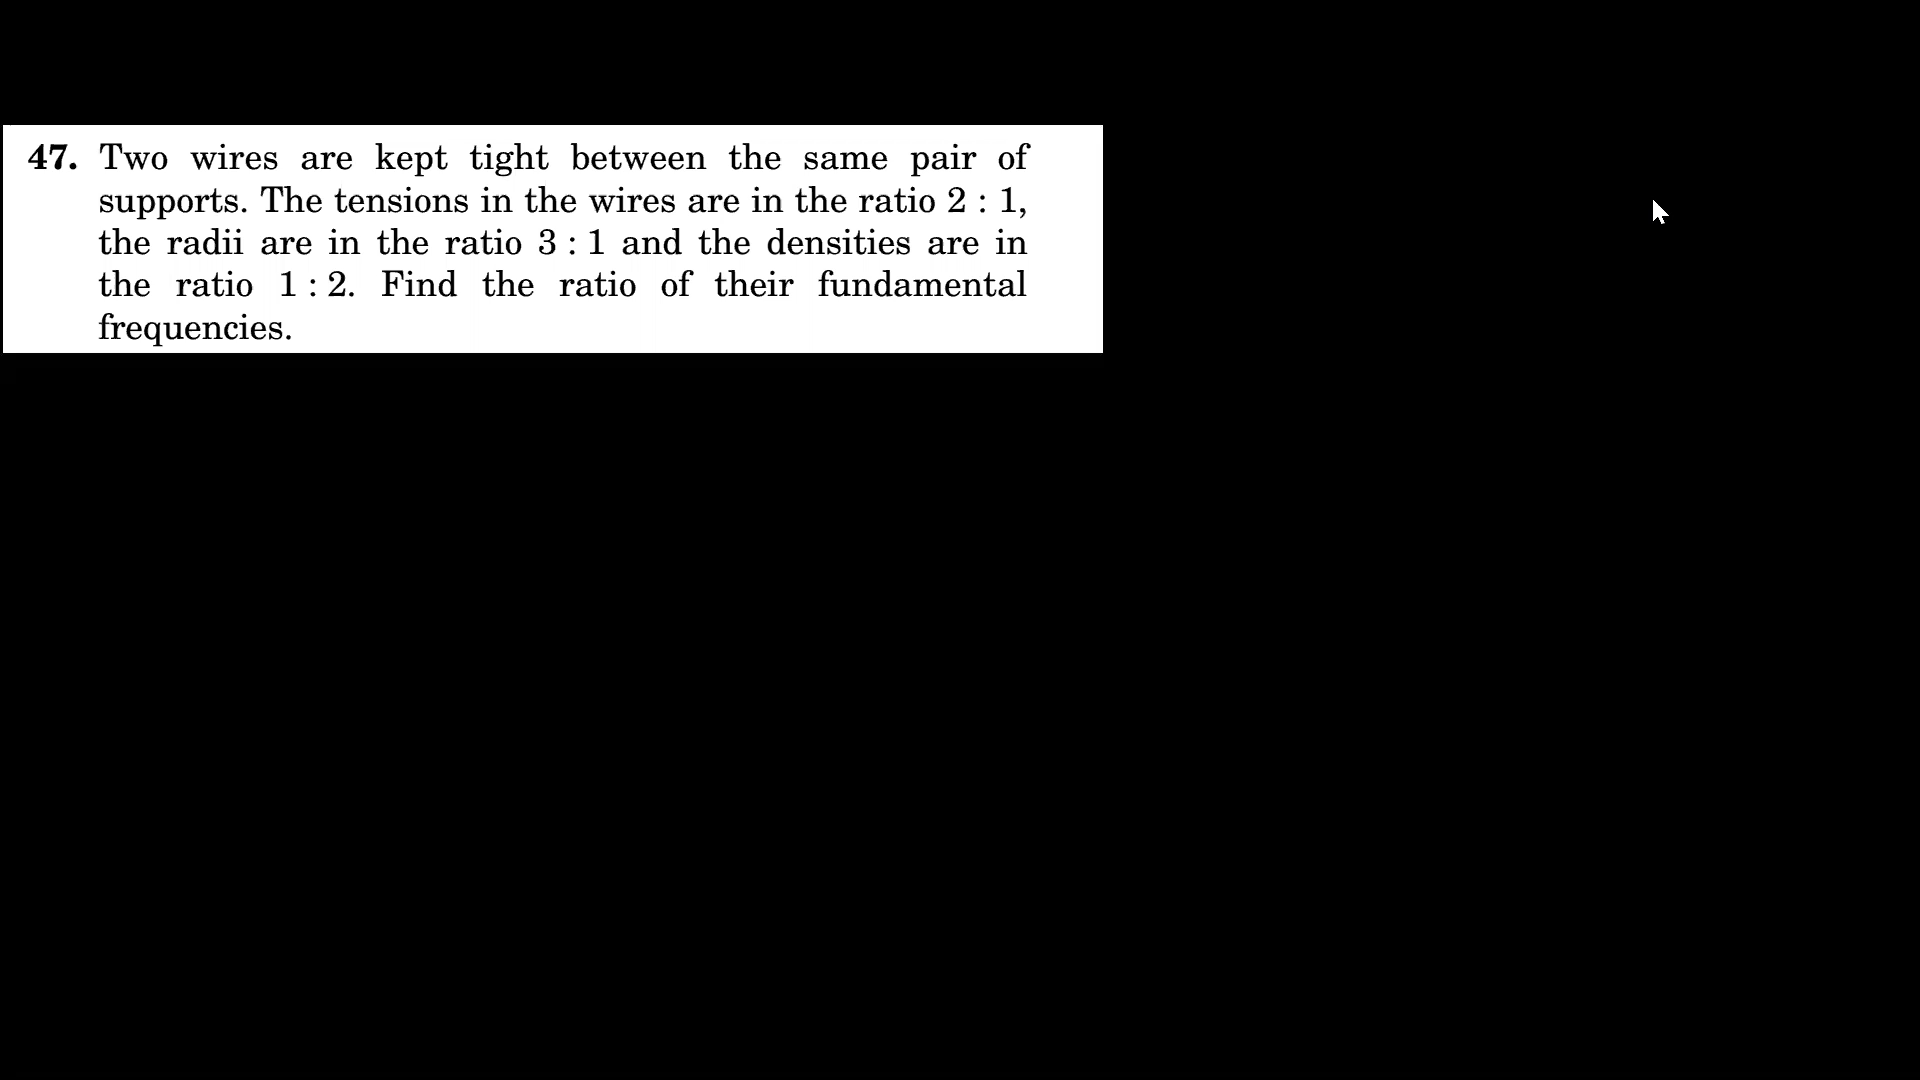 47. Two wires are kept tight between the same pair of
supports. The tensions in the wires are in the ratio 2 : 1,
the radii are in the ratio 3 : 1 and the densities are in
the ratio 1 : 2. Find the ratio of their fundamental
frequencies.